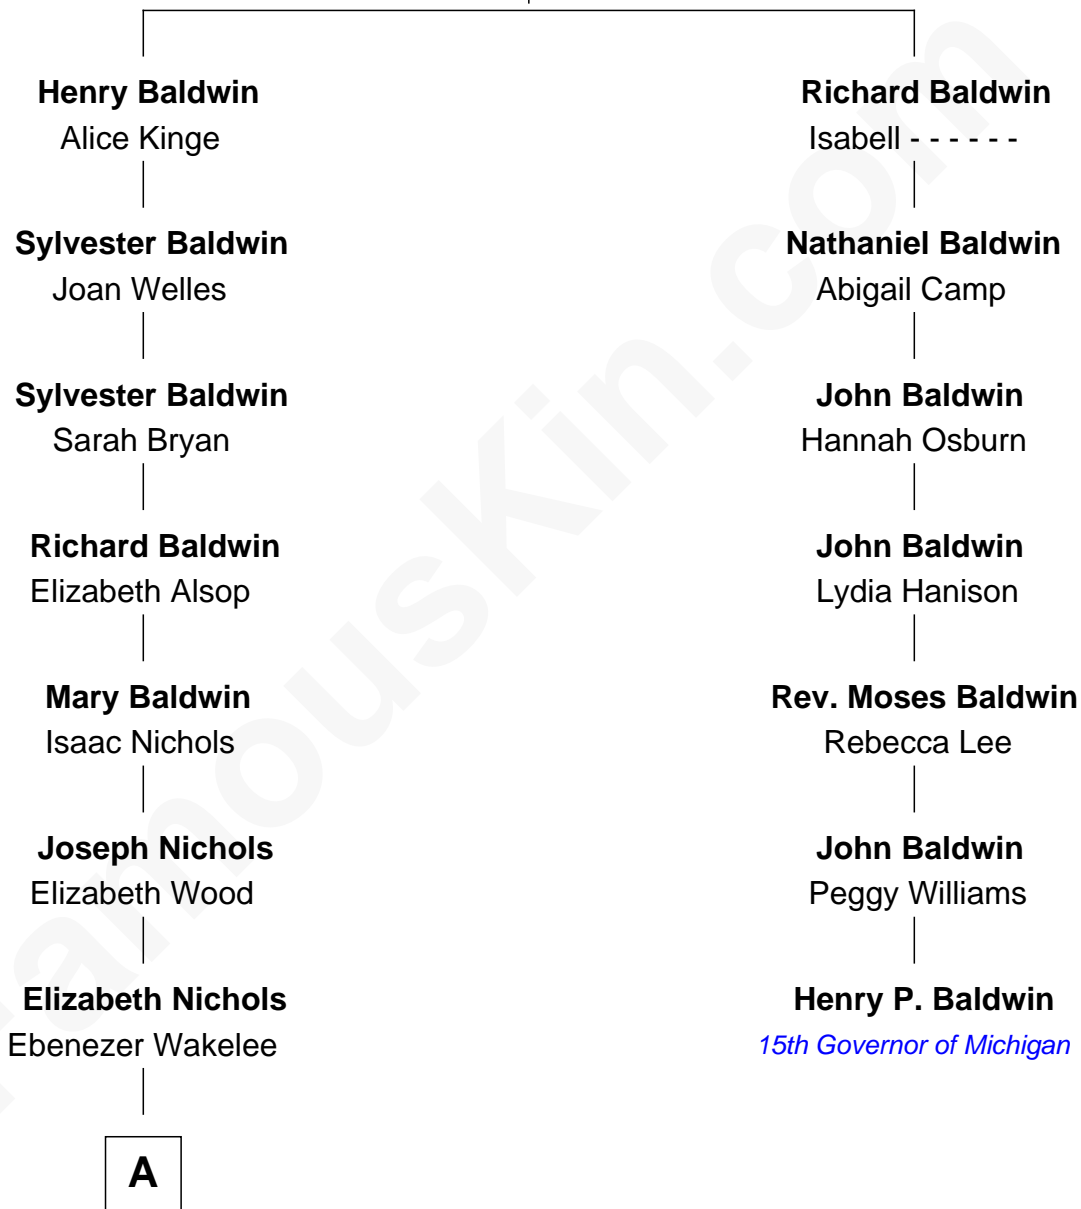 Henry Baldwin
Alice Kinge
Richard Baldwin
Isabell - - - - - -
Sylvester Baldwin
Joan Welles
Nathaniel Baldwin
Abigail Camp
Sylvester Baldwin
Sarah Bryan
John Baldwin
Hannah Osburn
Richard Baldwin
Elizabeth Alsop
John Baldwin
Lydia Hanison
Mary Baldwin
Isaac Nichols
Rev. Moses Baldwin
Rebecca Lee
Joseph Nichols
Elizabeth Wood
John Baldwin
Peggy Williams
Elizabeth Nichols
Ebenezer Wakelee
Henry P. Baldwin
15th Governor of Michigan
A
FamousKin.com